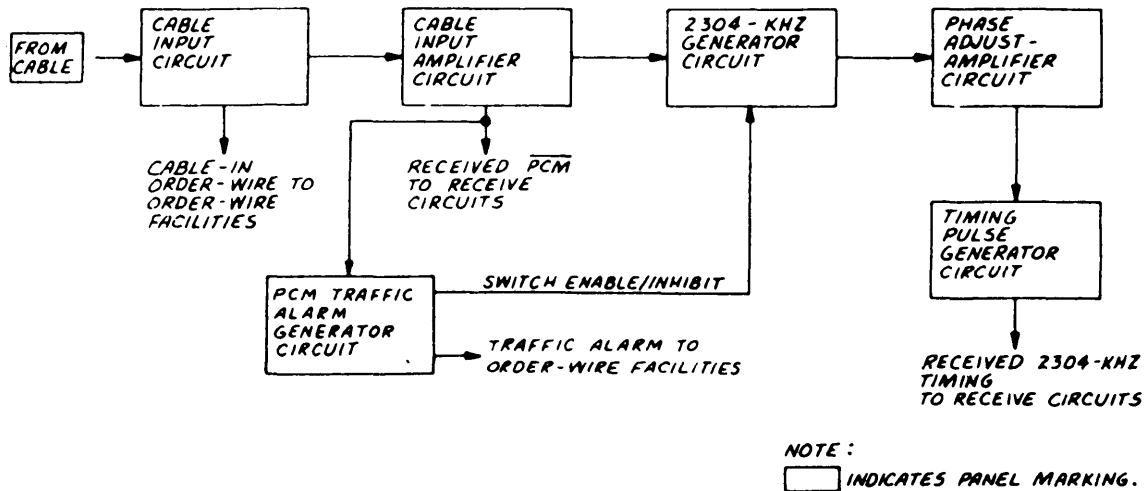 FROM
CABLE
CABLE
INPUT
CIRCUIT
CABLE
INPUT
AMPLIFIER
CIRCUIT
2304-KHZ
GENERATOR
CIRCUIT
PHASE
ADJUST-
AMPLIFIER
CIRCUIT
CABLE-IN
ORDER-WIRE TO
ORDER-WIRE
FACILITIES
RECEIVED P̅C̅M̅
TO RECEIVE
CIRCUITS
TIMING
PULSE
GENERATOR
CIRCUIT
PCM TRAFFIC
ALARM
GENERATOR
CIRCUIT
SWITCH ENABLE/INHIBIT
TRAFFIC ALARM TO
ORDER-WIRE FACILITIES
RECEIVED 2304-KHZ
TIMING
TO RECEIVE CIRCUITS
NOTE :
INDICATES PANEL MARKING.